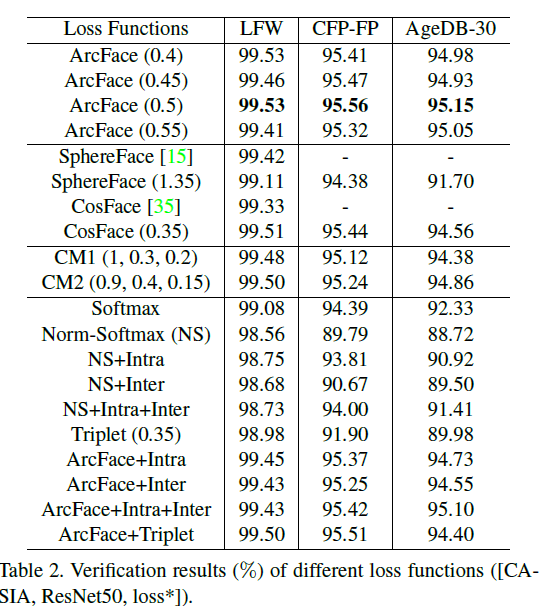 Loss Functions LFW CFP-FP AgeDB-30
ArcFace (0.4) 99.53 95.41 94.98
ArcFace (0.45) 99.46 95.47 94.93
ArcFace (0.5) 99.53 95.56 95.15
ArcFace (0.55) 99.41 95.32 95.05
SphereFace [15] 99.42 - -
SphereFace (1.35) 99.11 94.38 91.70
CosFace [35] 99.33 - -
CosFace (0.35) 99.51 95.44 94.56
CM1 (1, 0.3, 0.2) 99.48 95.12 94.38
CM2 (0.9, 0.4, 0.15) 99.50 95.24 94.86
Softmax 99.08 94.39 92.33
Norm-Softmax (NS) 98.56 89.79 88.72
NS+Intra 98.75 93.81 90.92
NS+Inter 98.68 90.67 89.50
NS+Intra+Inter 98.73 94.00 91.41
Triplet (0.35) 98.98 91.90 89.98
ArcFace+Intra 99.45 95.37 94.73
ArcFace+Inter 99.43 95.25 94.55
ArcFace+Intra+Inter 99.43 95.42 95.10
ArcFace+Triplet 99.50 95.51 94.40
Table 2. Verification results (%) of different loss functions ([CA-
SIA, ResNet50, loss*]).